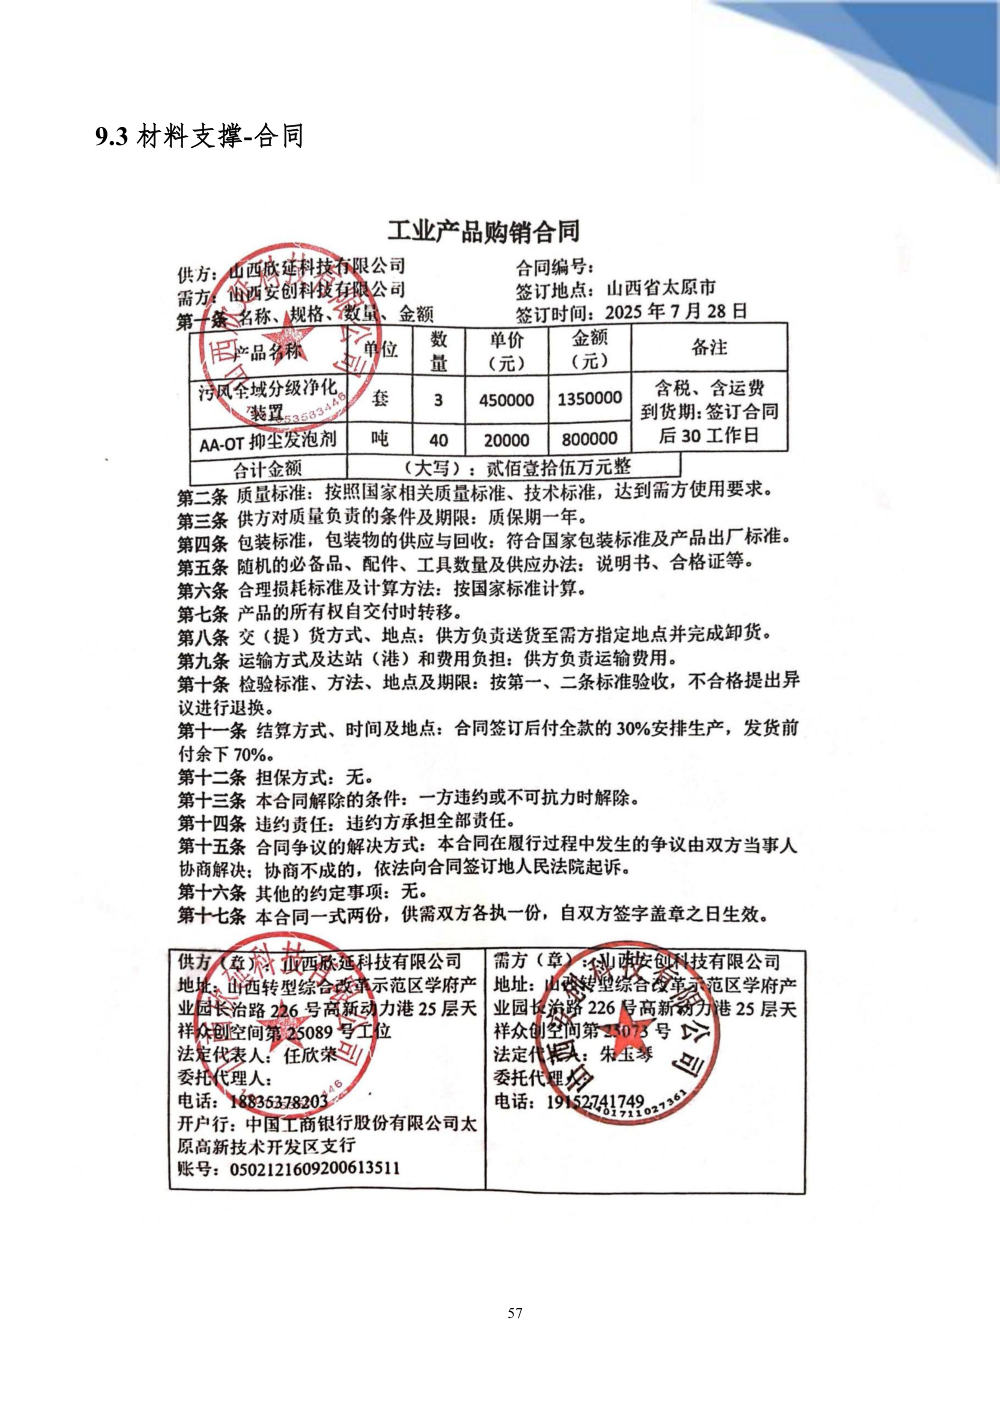 9.3 材料支撑-合同
工业产品购销合同
供方：山西欣延科技有限公司
合同编号：
需方：山西安创科技有限公司
签订地点：山西省太原市
第一条 名称、规格、数量、金额
签订时间：2025 年 7 月 28 日
产品名称 单位 数量 单价（元） 金额（元） 备注
污风全域分级净化装置 套 3 450000 1350000 含税、含运费
到货期:签订合同后 30 工作日
AA-OT 抑尘发泡剂 吨 40 20000 800000
合计金额 （大写）：贰佰壹拾伍万元整
第二条 质量标准：按照国家相关质量标准、技术标准，达到需方使用要求。
第三条 供方对质量负责的条件及期限：质保期一年。
第四条 包装标准，包装物的供应与回收：符合国家包装标准及产品出厂标准。
第五条 随机的必备品、配件、工具数量及供应办法：说明书、合格证等。
第六条 合理损耗标准及计算方法：按国家标准计算。
第七条 产品的所有权自交付时转移。
第八条 交（提）货方式、地点：供方负责送货至需方指定地点并完成卸货。
第九条 运输方式及达站（港）和费用负担：供方负责运输费用。
第十条 检验标准、方法、地点及期限：按第一、二条标准验收，不合格提出异
议进行退换。
第十一条 结算方式、时间及地点：合同签订后付全款的 30%安排生产，发货前
付余下 70%。
第十二条 担保方式：无。
第十三条 本合同解除的条件：一方违约或不可抗力时解除。
第十四条 违约责任：违约方承担全部责任。
第十五条 合同争议的解决方式：本合同在履行过程中发生的争议由双方当事人
协商解决；协商不成的，依法向合同签订地人民法院起诉。
第十六条 其他的约定事项：无。
第十七条 本合同一式两份，供需双方各执一份，自双方签字盖章之日生效。
供方（章）：山西欣延科技有限公司
地址：山西转型综合改革示范区学府产
业园长治路 226 号高新动力港 25 层天
祥众创空间第 25089 号工位
法定代表人：任欣荣
委托代理人：
电话：18835378203
开户行：中国工商银行股份有限公司太
原高新技术开发区支行
账号：0502121609200613511
需方（章）：山西安创科技有限公司
地址：山西转型综合改革示范区学府产
业园长治路 226 号高新动力港 25 层天
祥众创空间第 25073 号
法定代表人：朱玉琴
委托代理人：
电话：19152741749
山西欣延科技有限公司
山西欣延科技有限公司
山西安创科技有限公司
1401711027361
57